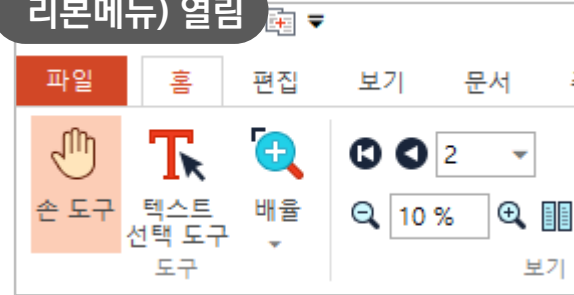 리본메뉴) 열림
파일 홈 편집 보기 문서
2
손 도구 텍스트 선택 도구 배율
10 %
도구 보기